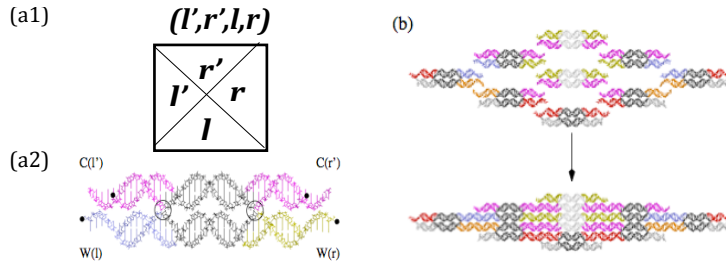 (a1)
(l’,r’,l,r)
r’
l’
r
l
(a2)
C(l’)
C(r’)
W(l)
W(r)
(b)